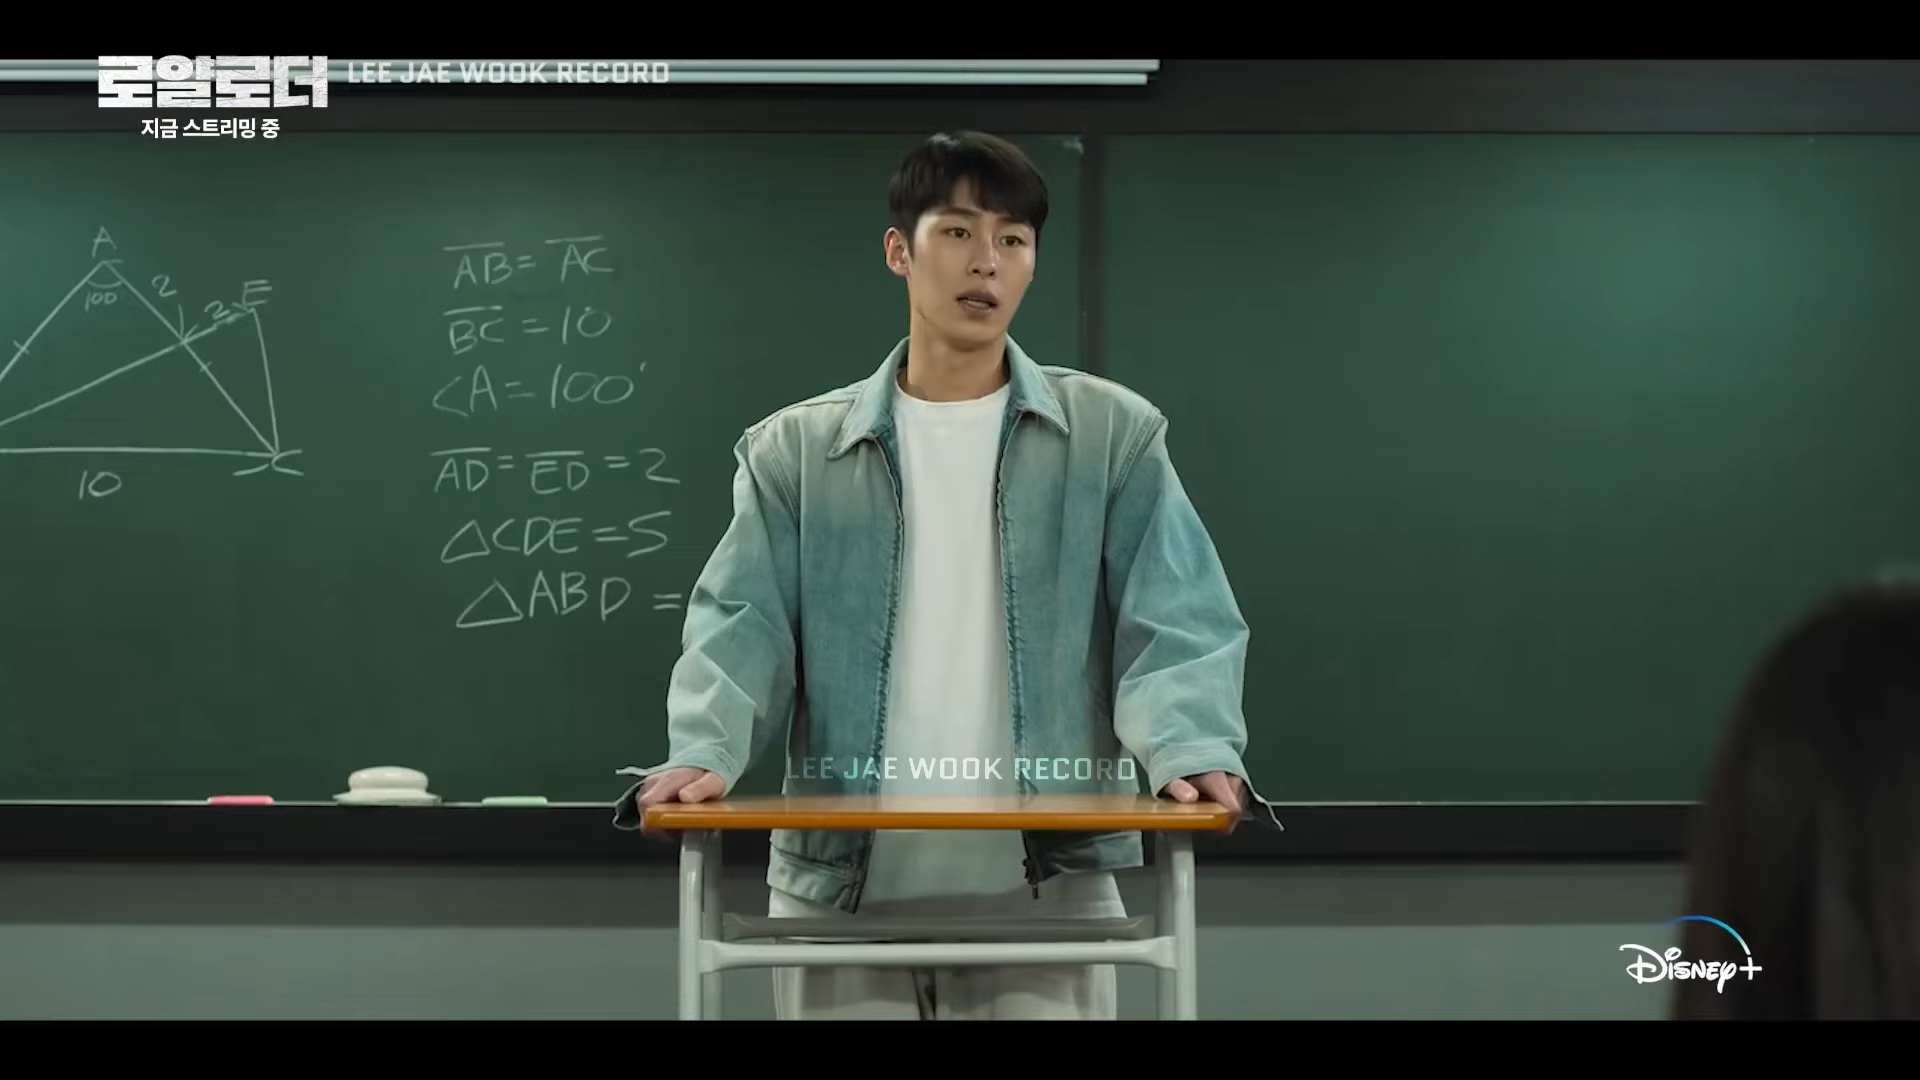 로얄로더
지금 스트리밍 중
LEE JAE WOOK RECORD
A
100
2
2
E
C
10
AB = AC
BC = 10
<A = 100°
AD = ED = 2
△CDE = 5
△ABD =
LEE JAE WOOK RECORD
Disney+